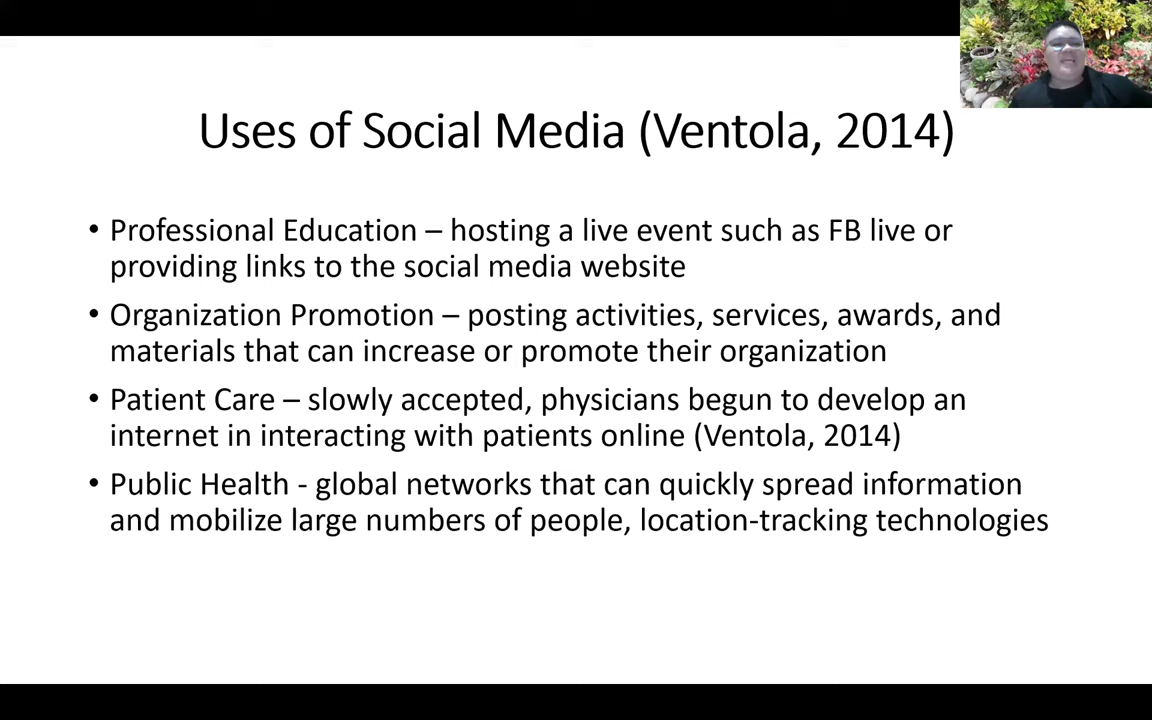 Uses of Social Media (Ventola, 2014)
• Professional Education – hosting a live event such as FB live or
providing links to the social media website
• Organization Promotion – posting activities, services, awards, and
materials that can increase or promote their organization
• Patient Care – slowly accepted, physicians begun to develop an
internet in interacting with patients online (Ventola, 2014)
• Public Health - global networks that can quickly spread information
and mobilize large numbers of people, location-tracking technologies